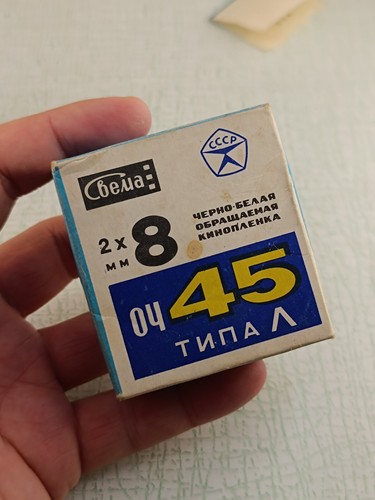 Свема
СССР
2 х 8
мм
ЧЕРНО-БЕЛАЯ
ОБРАЩАЕМАЯ
КИНОПЛЕНКА
ОЧ 45
ТИПА Л